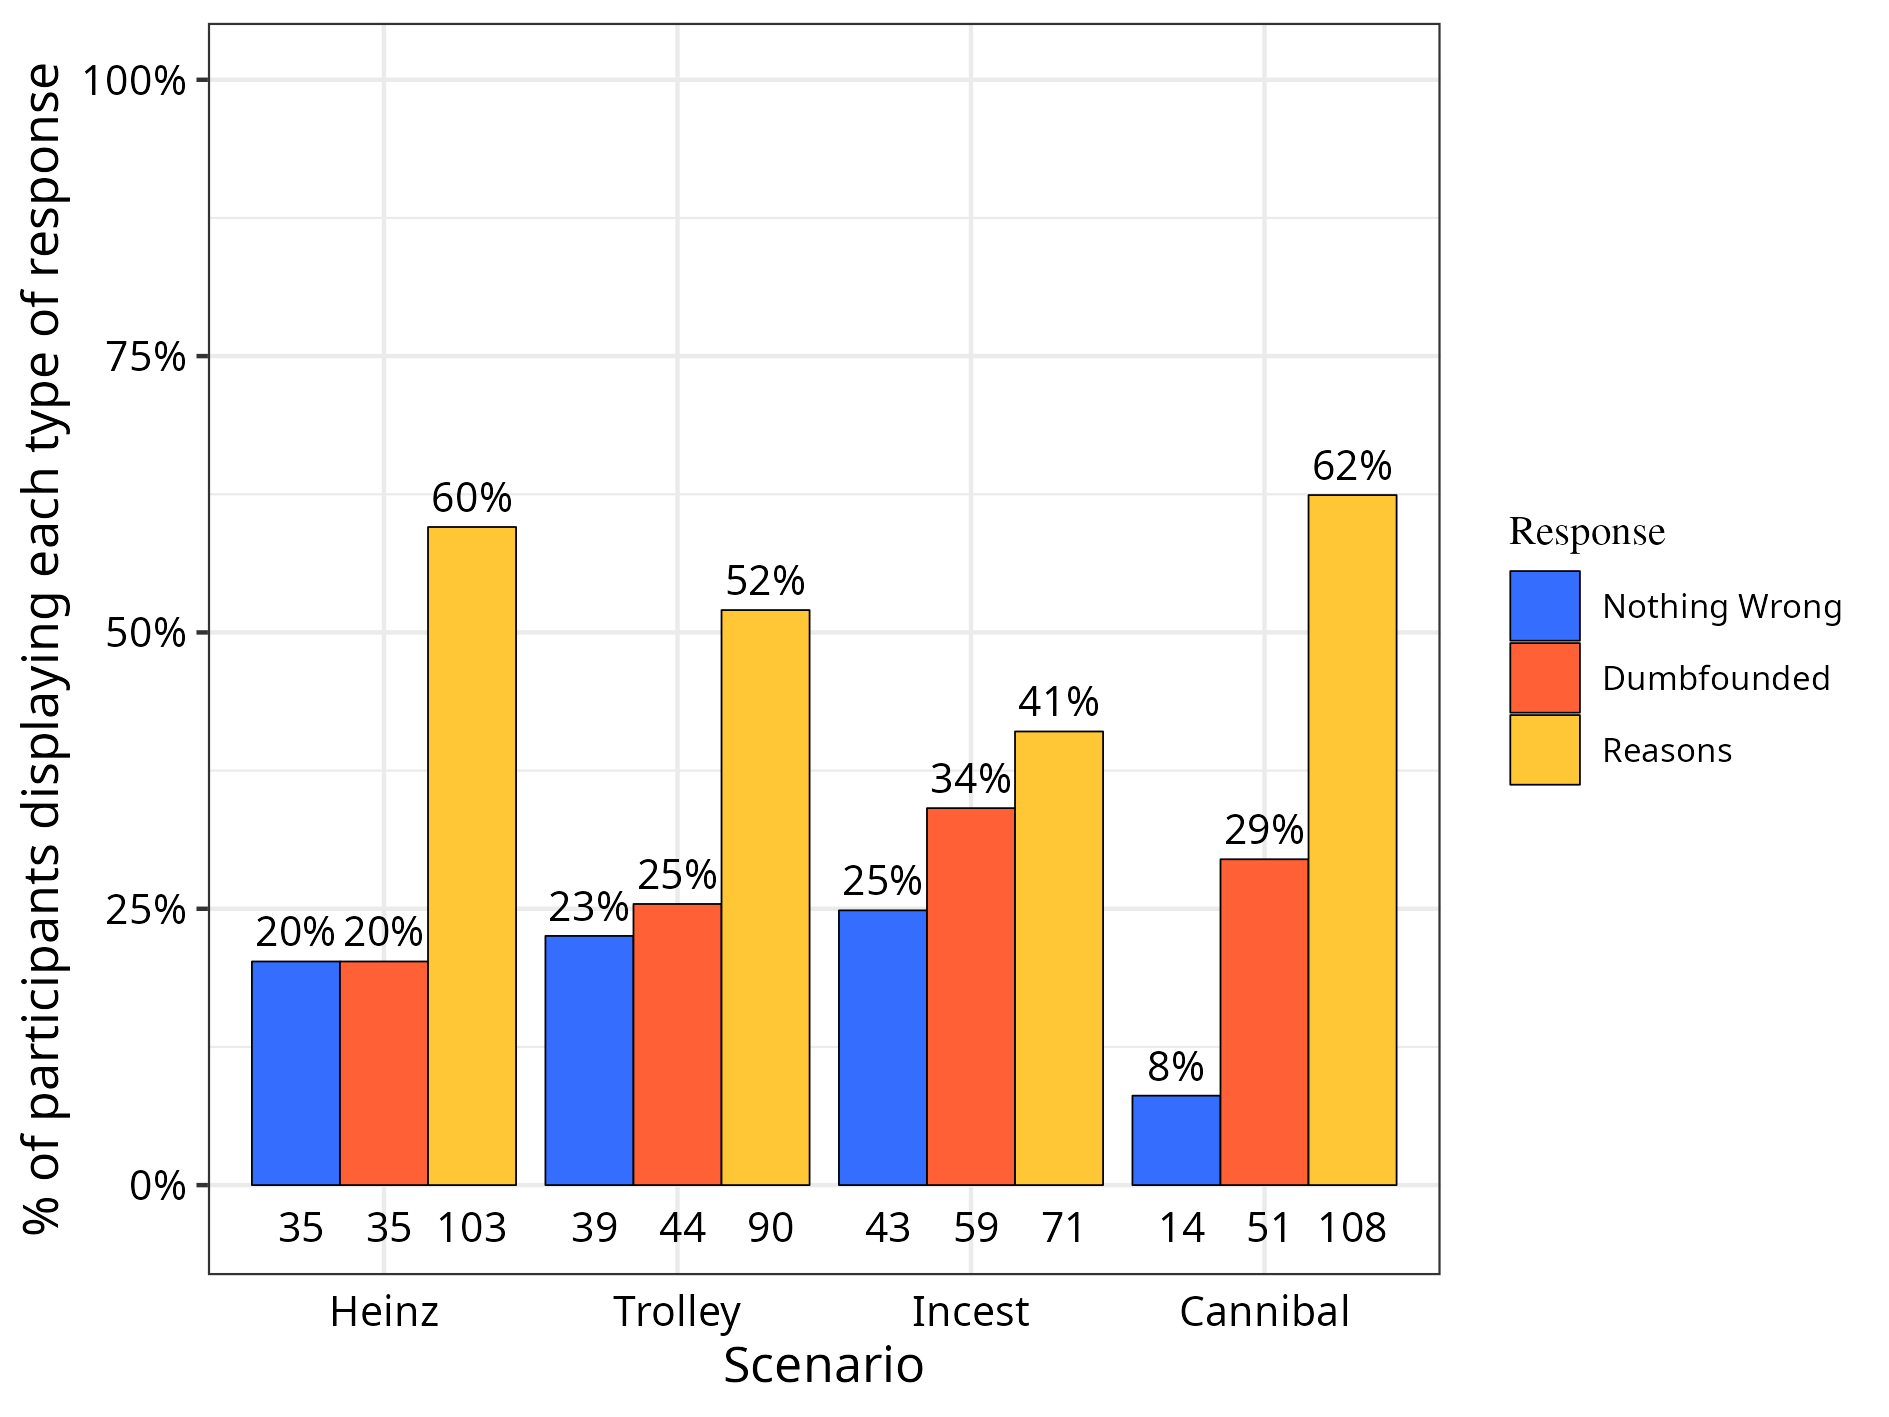 % of participants displaying each type of response
100%
75%
50%
25%
0%
20% 20% 60%
23% 25% 52%
25% 34% 41%
8% 29% 62%
35 35 103 39 44 90 43 59 71 14 51 108
Heinz Trolley Incest Cannibal
Scenario
Response
Nothing Wrong
Dumbfounded
Reasons